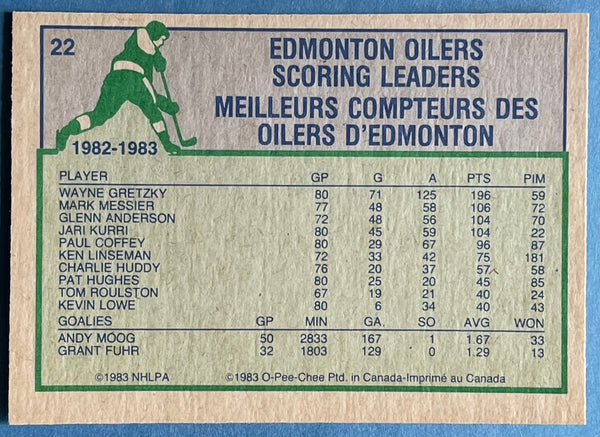 22
EDMONTON OILERS
SCORING LEADERS
MEILLEURS COMPTEURS DES
OILERS D'EDMONTON
1982-1983
PLAYER GP G A PTS PIM
WAYNE GRETZKY 80 71 125 196 59
MARK MESSIER 77 48 58 106 72
GLENN ANDERSON 72 48 56 104 70
JARI KURRI 80 45 59 104 22
PAUL COFFEY 80 29 67 96 87
KEN LINSEMAN 72 33 42 75 181
CHARLIE HUDDY 76 20 37 57 58
PAT HUGHES 80 25 20 45 85
TOM ROULSTON 67 19 21 40 24
KEVIN LOWE 80 6 34 40 43
GOALIES GP MIN GA. SO AVG WON
ANDY MOOG 50 2833 167 1 1.67 33
GRANT FUHR 32 1803 129 0 1.29 13
©1983 NHLPA ©1983 O-Pee-Chee Ptd. in Canada-Imprimé au Canada